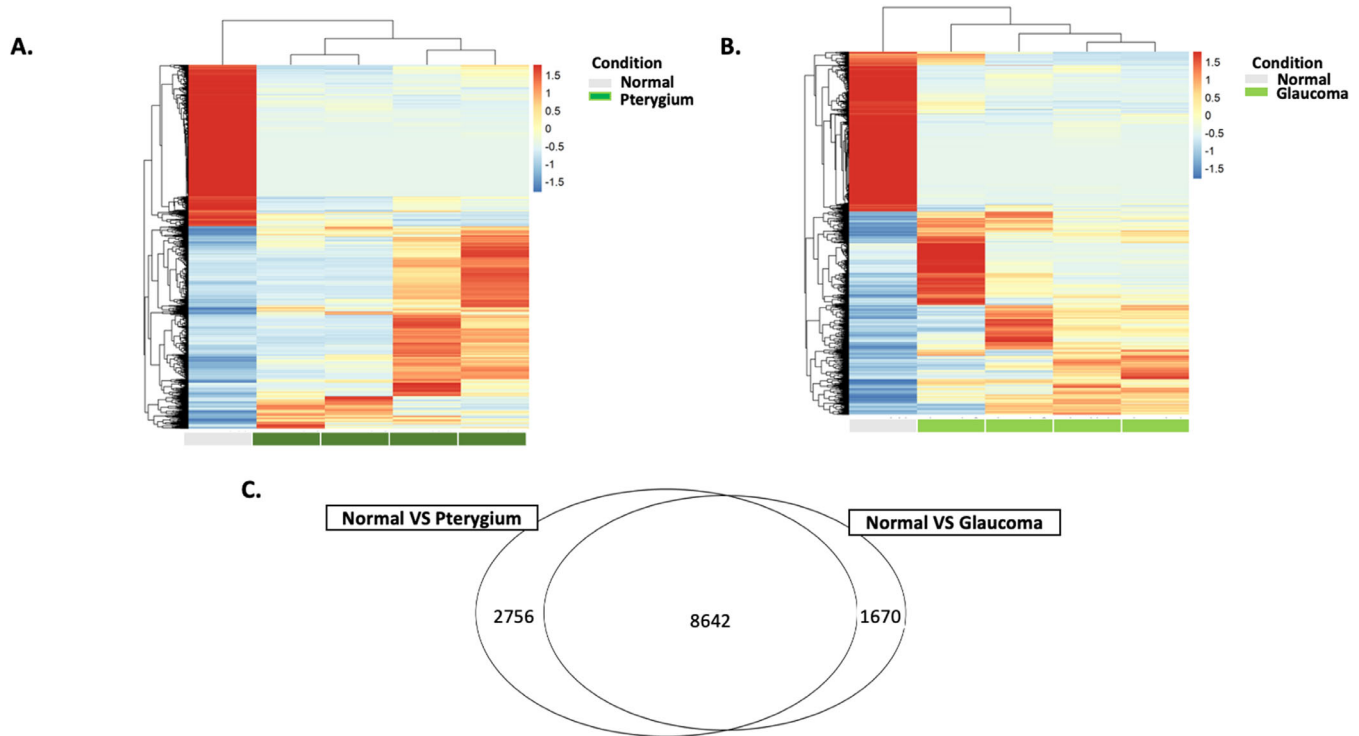 A.
Condition
Normal
Pterygium
1.5
1
0.5
0
-0.5
-1
-1.5
B.
Condition
Normal
Glaucoma
1.5
1
0.5
0
-0.5
-1
-1.5
C.
Normal VS Pterygium
Normal VS Glaucoma
2756
8642
1670